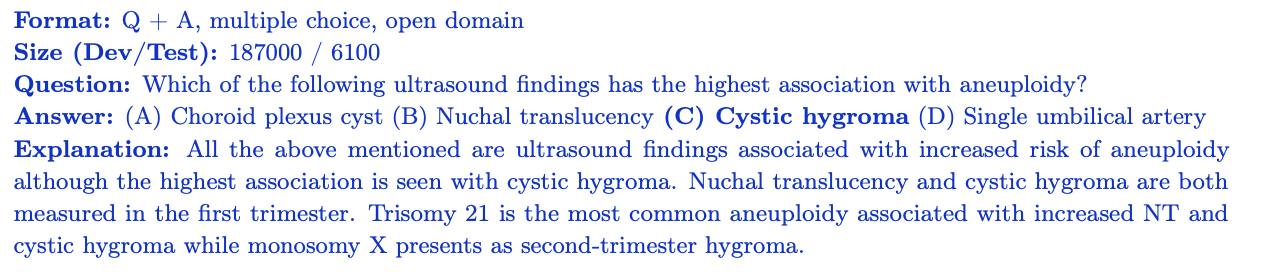 Format: Q + A, multiple choice, open domain
Size (Dev/Test): 187000 / 6100
Question: Which of the following ultrasound findings has the highest association with aneuploidy?
Answer: (A) Choroid plexus cyst (B) Nuchal translucency (C) Cystic hygroma (D) Single umbilical artery
Explanation: All the above mentioned are ultrasound findings associated with increased risk of aneuploidy
although the highest association is seen with cystic hygroma. Nuchal translucency and cystic hygroma are both
measured in the first trimester. Trisomy 21 is the most common aneuploidy associated with increased NT and
cystic hygroma while monosomy X presents as second-trimester hygroma.